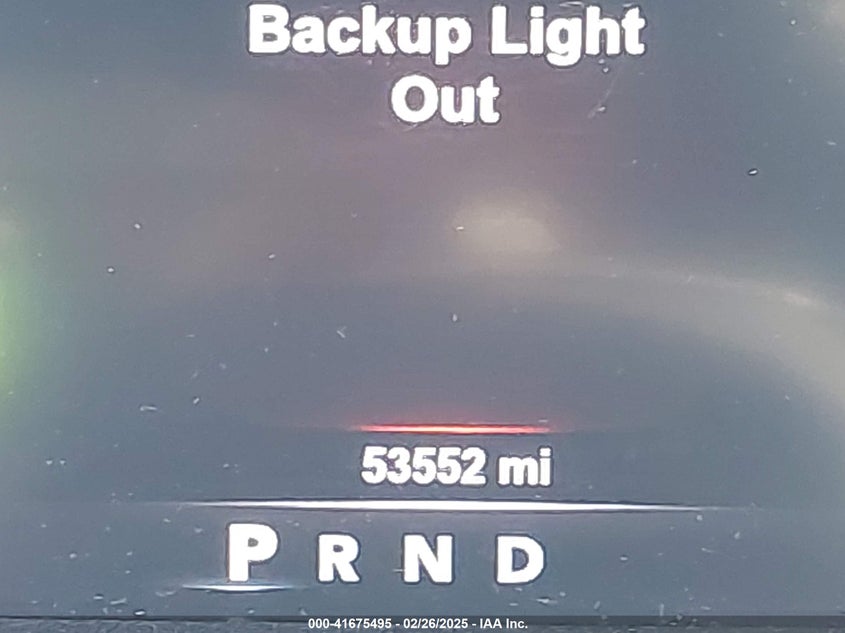 Backup Light
Out
53552 mi
P R N D
000-41675495 - 02/26/2025 - IAA Inc.